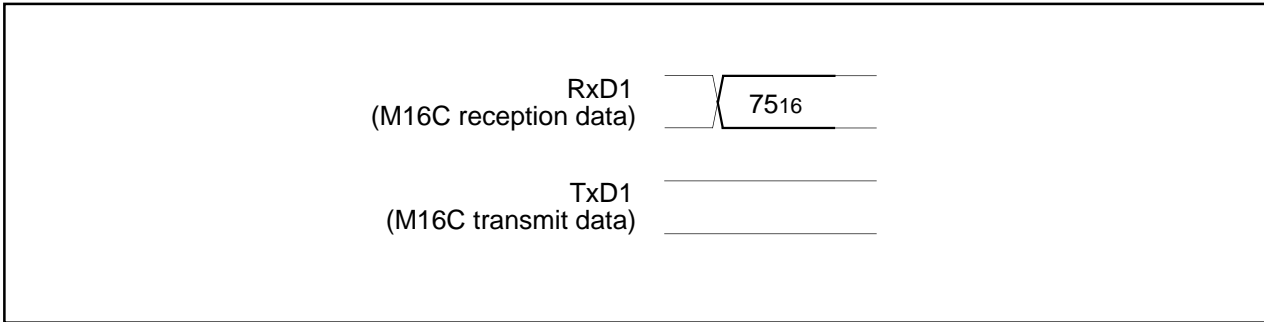 RxD1
(M16C reception data)
7516
TxD1
(M16C transmit data)